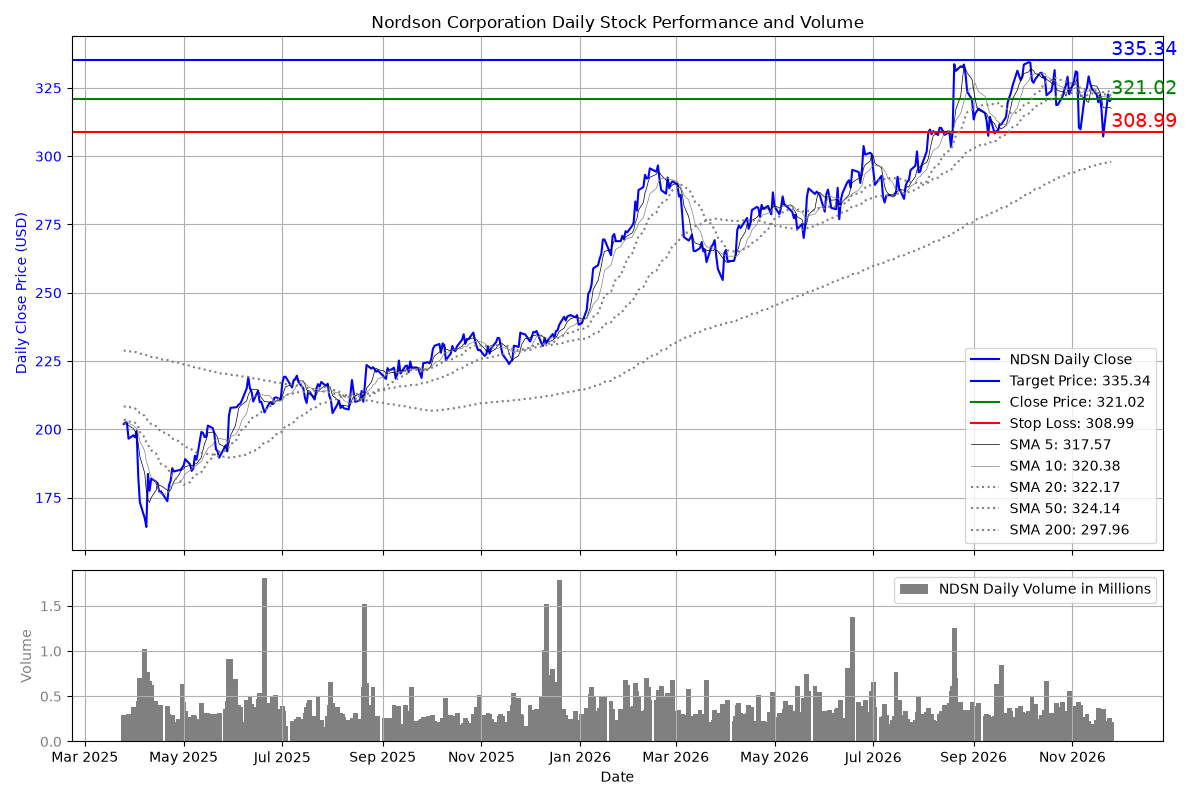 Nordson Corporation Daily Stock Performance and Volume
335.34
321.02
308.99
Daily Close Price (USD)
325
300
275
250
225
200
175
NDSN Daily Close
Target Price: 335.34
Close Price: 321.02
Stop Loss: 308.99
SMA 5: 317.57
SMA 10: 320.38
SMA 20: 322.17
SMA 50: 324.14
SMA 200: 297.96
Volume
1.5
1.0
0.5
0.0
NDSN Daily Volume in Millions
Mar 2025 May 2025 Jul 2025 Sep 2025 Nov 2025 Jan 2026 Mar 2026 May 2026 Jul 2026 Sep 2026 Nov 2026
Date